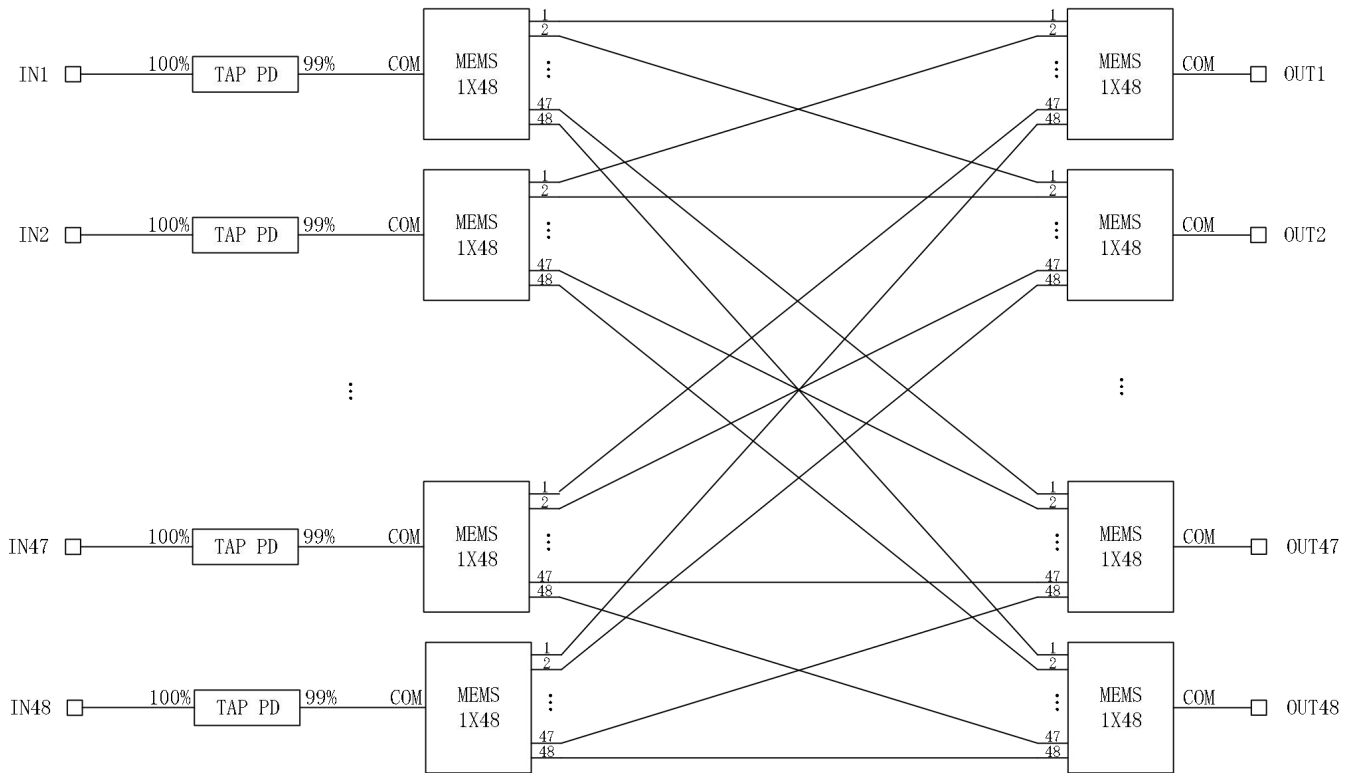 IN1
100%
TAP PD
99%
COM
MEMS
1X48
1
2
⋮
47
48
1
2
⋮
47
48
MEMS
1X48
COM
OUT1
IN2
100%
TAP PD
99%
COM
MEMS
1X48
1
2
⋮
47
48
1
2
⋮
47
48
MEMS
1X48
COM
OUT2
⋮
⋮
IN47
100%
TAP PD
99%
COM
MEMS
1X48
1
2
⋮
47
48
1
2
⋮
47
48
MEMS
1X48
COM
OUT47
IN48
100%
TAP PD
99%
COM
MEMS
1X48
1
2
⋮
47
48
1
2
⋮
47
48
MEMS
1X48
COM
OUT48